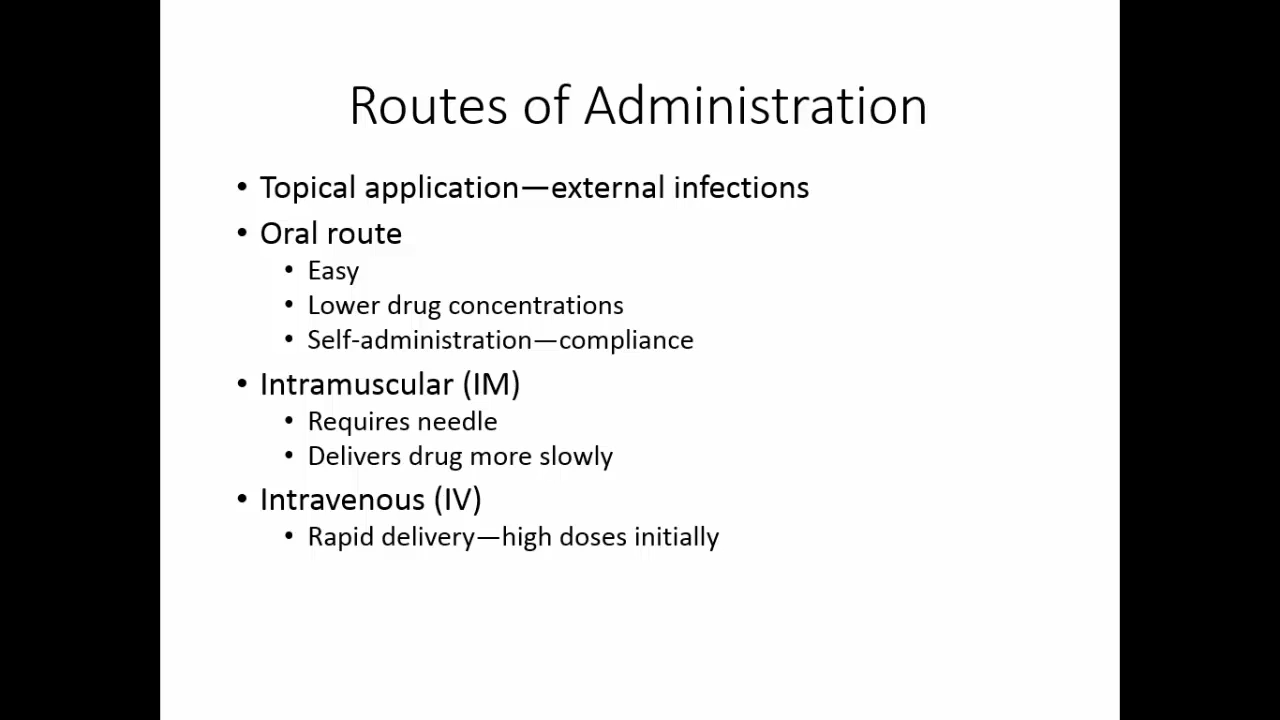 Routes of Administration
• Topical application—external infections
• Oral route
• Easy
• Lower drug concentrations
• Self-administration—compliance
• Intramuscular (IM)
• Requires needle
• Delivers drug more slowly
• Intravenous (IV)
• Rapid delivery—high doses initially